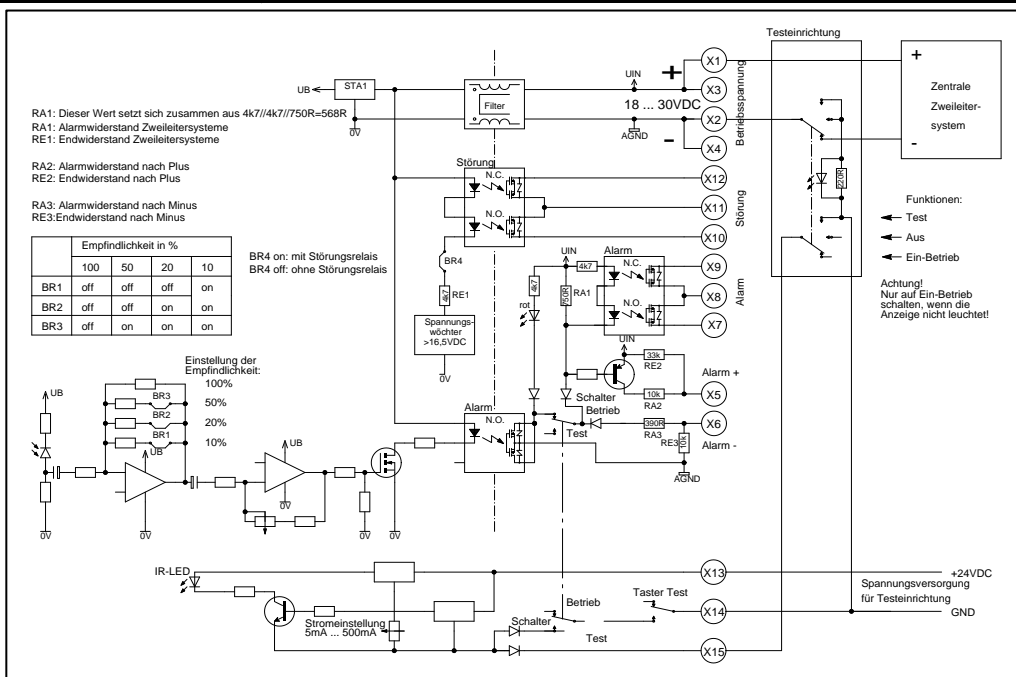 Testeinrichtung
UB
STA1
0V
Filter
UIN
+
18 ... 30VDC
AGND
-
Betriebsspannung
X1
X3
X2
X4
+
-
Zentrale
Zweileiter-
system
RA1: Dieser Wert setzt sich zusammen aus 4k7//4k7//750R=568R
RA1: Alarmwiderstand Zweileitersysteme
RE1: Endwiderstand Zweileitersysteme
RA2: Alarmwiderstand nach Plus
RE2: Endwiderstand nach Plus
RA3: Alarmwiderstand nach Minus
RE3:Endwiderstand nach Minus
Störung
N.C.
N.O.
X12
X11
X10
Störung
220R
Funktionen:
Test
Aus
Ein-Betrieb
Achtung!
Nur auf Ein-Betrieb
schalten, wenn die
Anzeige nicht leuchtet!
Empfindlichkeit in %
100 50 20 10
BR1 off off off on
BR2 off off on on
BR3 off on on on
BR4 on: mit Störungsrelais
BR4 off: ohne Störungsrelais
BR4
4k7
RE1
Spannungs-
wöchter
>16,5VDC
0V
UIN
4k7
4k7
rot
750R
RA1
Alarm
N.C.
N.O.
X9
X8
X7
Alarm
UIN
33k
RE2
10k
RA2
Alarm +
X5
Schalter
Betrieb
Test
390R
RA3
X6
RE3
10k
Alarm -
AGND
Einstellung der
Empfindlichkeit:
100%
50%
20%
10%
BR3
BR2
BR1
UB
UB
0V
0V
UB
0V
0V
0V
Alarm
N.O.
IR-LED
Stromeinstellung
5mA ... 500mA
Schalter
Betrieb
Test
Taster Test
X13
X14
X15
+24VDC
Spannungsversorgung
für Testeinrichtung
GND